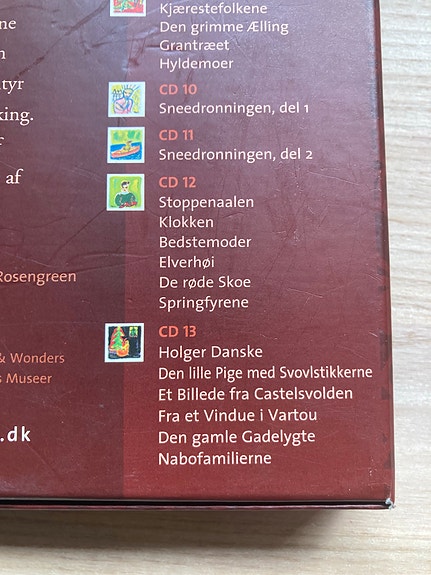 ne
n
tyr
king.
r
af
Rosengreen
& Wonders
s Museer
.dk
Kjærestefolkene
Den grimme Ælling
Grantræet
Hyldemoer
CD 10
Sneedronningen, del 1
CD 11
Sneedronningen, del 2
CD 12
Stoppenaalen
Klokken
Bedstemoder
Elverhøi
De røde Skoe
Springfyrene
CD 13
Holger Danske
Den lille Pige med Svovlstikkerne
Et Billede fra Castelsvolden
Fra et Vindue i Vartou
Den gamle Gadelygte
Nabofamilierne